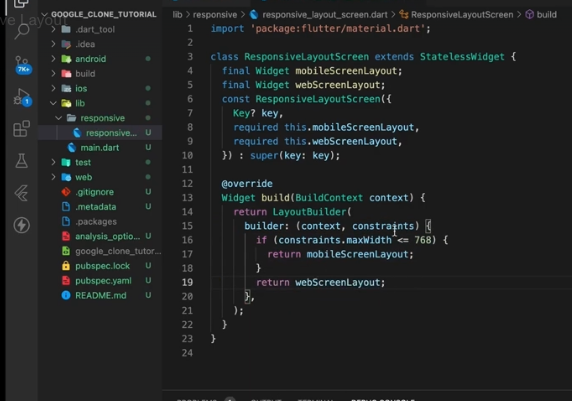 ve Layout
GOOGLE_CLONE_TUTORIAL
.dart_tool
.idea
android
build
ios
lib
responsive
responsive... U
main.dart U
test
web
.gitignore U
.metadata U
.packages
analysis_optio... U
google_clone_tutor...
pubspec.lock U
pubspec.yaml U
README.md U
7K+
1
lib > responsive > responsive_layout_screen.dart > ResponsiveLayoutScreen > build
1 import 'package:flutter/material.dart';
2
3 class ResponsiveLayoutScreen extends StatelessWidget {
4 final Widget mobileScreenLayout;
5 final Widget webScreenLayout;
6 const ResponsiveLayoutScreen({
7 Key? key,
8 required this.mobileScreenLayout,
9 required this.webScreenLayout,
10 }) : super(key: key);
11
12 @override
13 Widget build(BuildContext context) {
14 return LayoutBuilder(
15 builder: (context, constraints) {
16 if (constraints.maxWidth <= 768) {
17 return mobileScreenLayout;
18 }
19 return webScreenLayout;
20 },
21 );
22 }
23 }
24